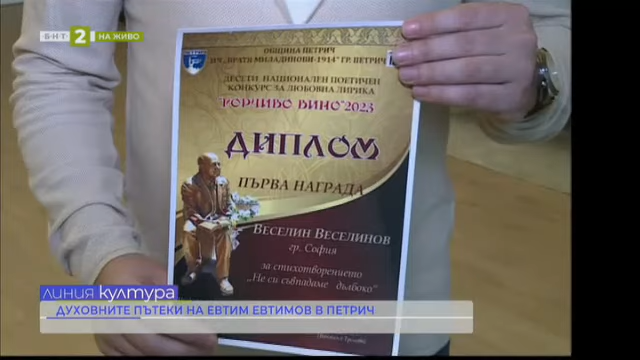 БНТ 2 НА ЖИВО
ОБЩИНА ПЕТРИЧ
"БРАТЯ МИЛАДИНОВИ-1914" ГР. ПЕТРИЧ
ДЕСЕТИ НАЦИОНАЛЕН ПОЕТИЧЕН
КОНКУРС ЗА ЛЮБОВНА ЛИРИКА
"ГОРЧИВО ВИНО" 2023
ДИПЛОМ
ПЪРВА НАГРАДА
ВЕСЕЛИН ВЕСЕЛИНОВ
гр. София
за стихотворението
„Не си съвпадаме дълбоко"
ЛИНИЯ КУЛТУРА
ДУХОВНИТЕ ПЪТЕКИ НА ЕВТИМ ЕВТИМОВ В ПЕТРИЧ